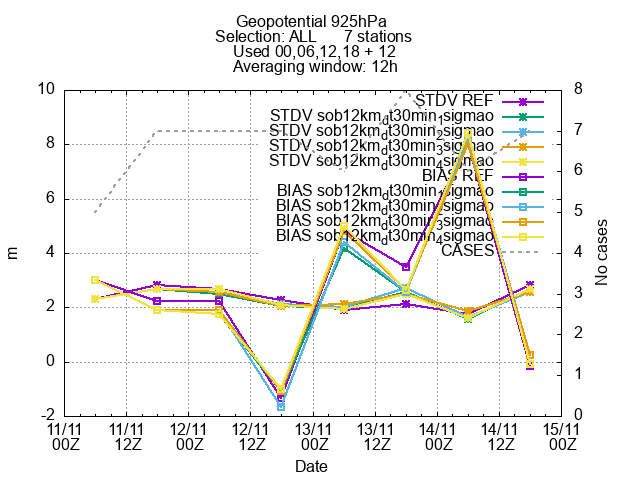 Geopotential 925hPa
Selection: ALL 7 stations
Used 00,06,12,18 + 12
Averaging window: 12h
10
8
6
4
2
0
-2
m
8
7
6
5
4
3
2
1
0
No cases
STDV REF
STDV sob12km_dt30min_1sigmao
STDV sob12km_dt30min_2sigmao
STDV sob12km_dt30min_3sigmao
STDV sob12km_dt30min_4sigmao
BIAS REF
BIAS sob12km_dt30min_1sigmao
BIAS sob12km_dt30min_2sigmao
BIAS sob12km_dt30min_3sigmao
BIAS sob12km_dt30min_4sigmao
CASES
11/11 11/11 12/11 12/11 13/11 13/11 14/11 14/11 15/11
00Z 12Z 00Z 12Z 00Z 12Z 00Z 12Z 00Z
Date